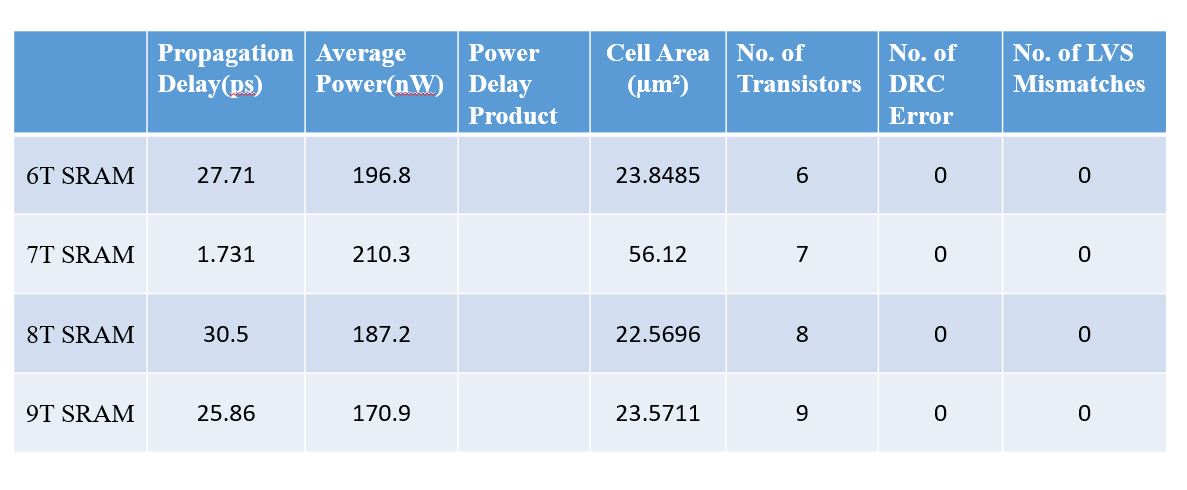 Propagation Delay(ps)
Average Power(nW)
Power Delay Product
Cell Area (µm²)
No. of Transistors
No. of DRC Error
No. of LVS Mismatches
6T SRAM 27.71 196.8 23.8485 6 0 0
7T SRAM 1.731 210.3 56.12 7 0 0
8T SRAM 30.5 187.2 22.5696 8 0 0
9T SRAM 25.86 170.9 23.5711 9 0 0